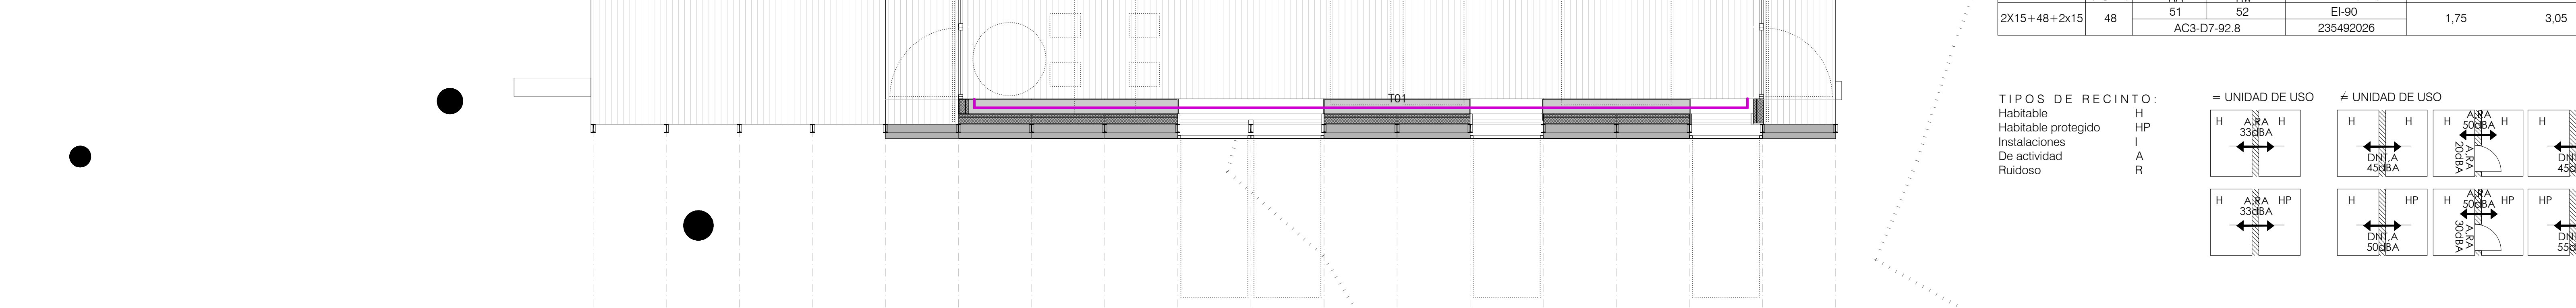 T01
51 52 EI-90
2X15+48+2x15 48 1,75 3,05
AC3-D7-92.8 235492026
TIPOS DE RECINTO:
Habitable H
Habitable protegido HP
Instalaciones I
De actividad A
Ruidoso R
= UNIDAD DE USO
≠ UNIDAD DE USO
H A,RA H
33dBA
H H
DNT,A
45dBA
H A,RA H
50dBA
A,RA
20dBA
H
H A,RA HP
33dBA
H HP
DNT,A
50dBA
H A,RA HP
50dBA
A,RA
30dBA
HP